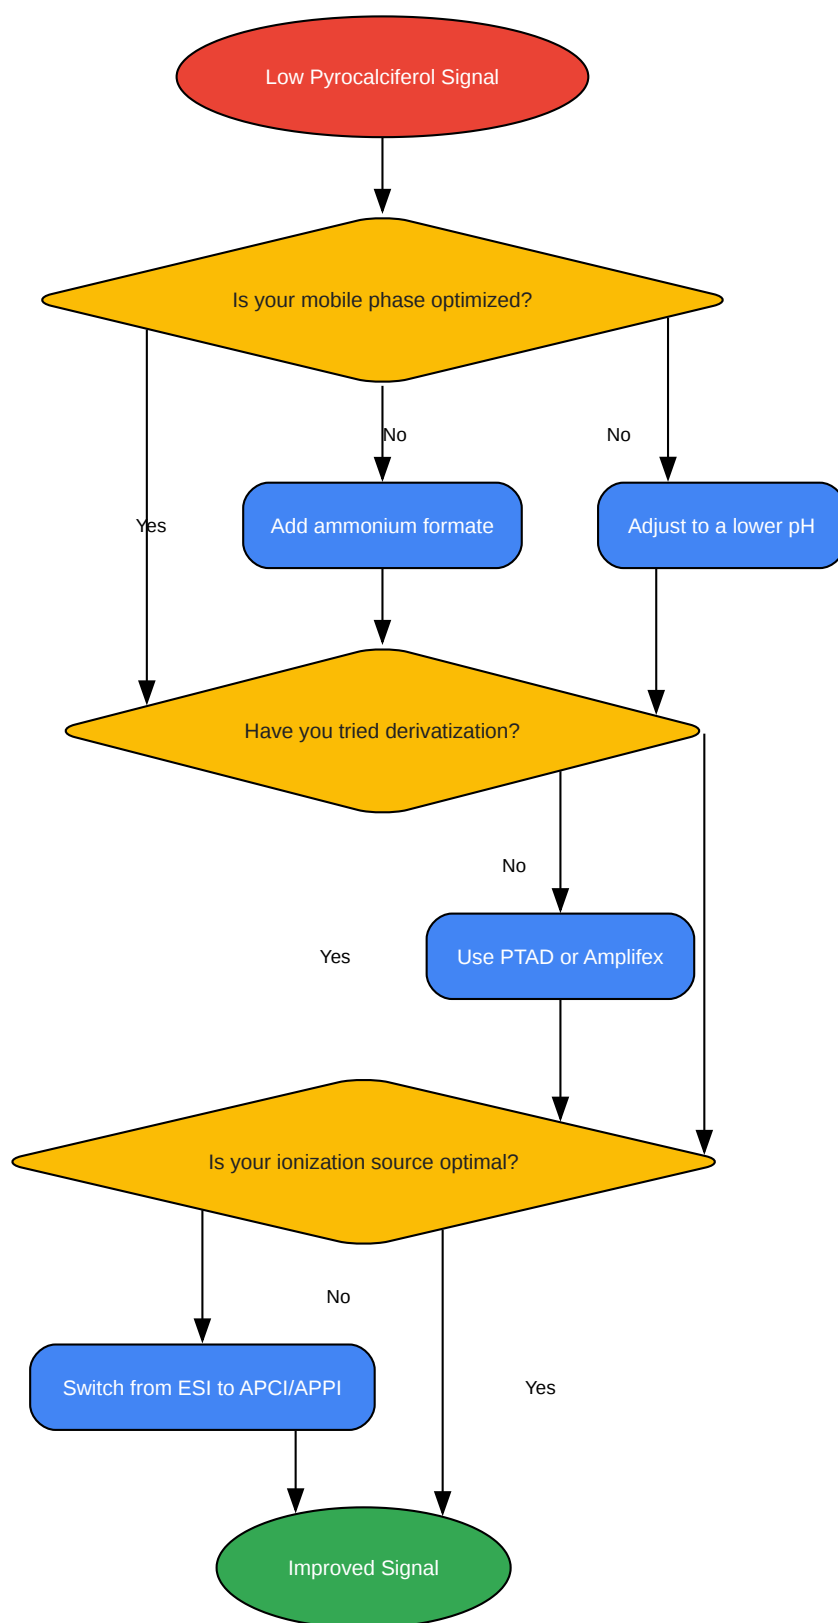 Low Pyrocalciferol Signal
Is your mobile phase optimized?
No
No
Yes
Add ammonium formate
Adjust to a lower pH
Have you tried derivatization?
No
Yes
Use PTAD or Amplifex
Is your ionization source optimal?
No
Switch from ESI to APCI/APPI
Yes
Improved Signal